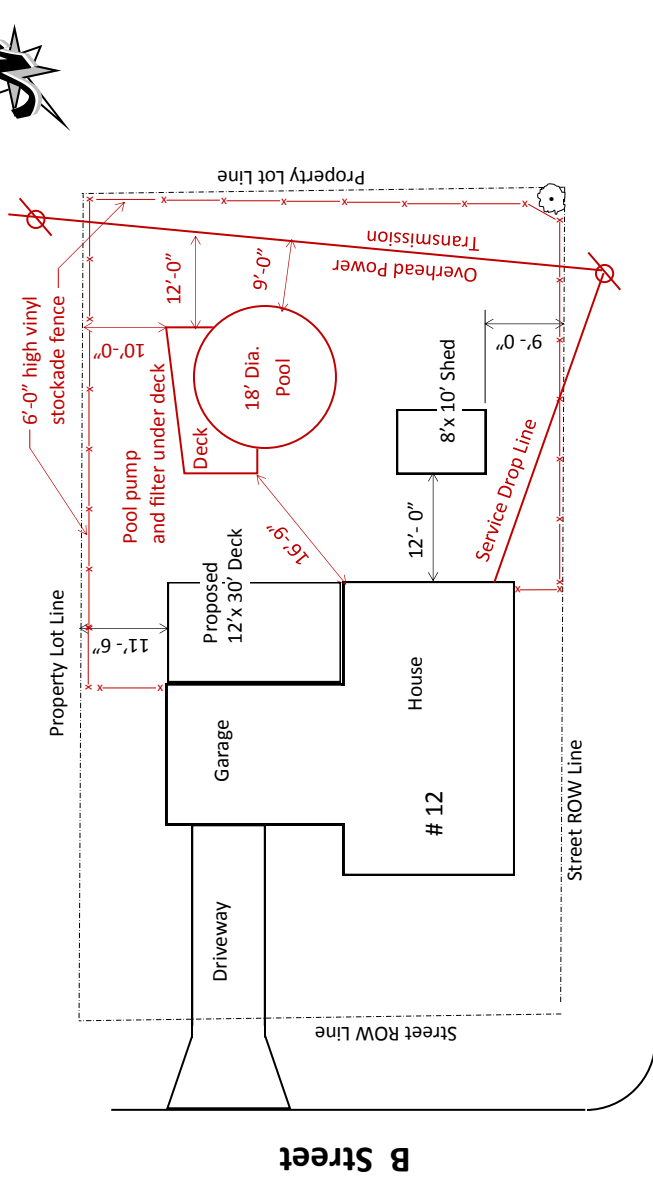 Property Lot Line
6'-0" high vinyl
stockade fence
12'-0"
9'-0"
Overhead Power
Transmission
10'-0"
18' Dia.
Pool
Deck
Pool pump
and filter under deck
8'x 10' Shed
9'- 0"
16'-9"
12'- 0"
Service Drop Line
Proposed
12'x 30' Deck
11'- 6"
Property Lot Line
Garage
House
# 12
Street ROW Line
Driveway
Street ROW Line
B Street